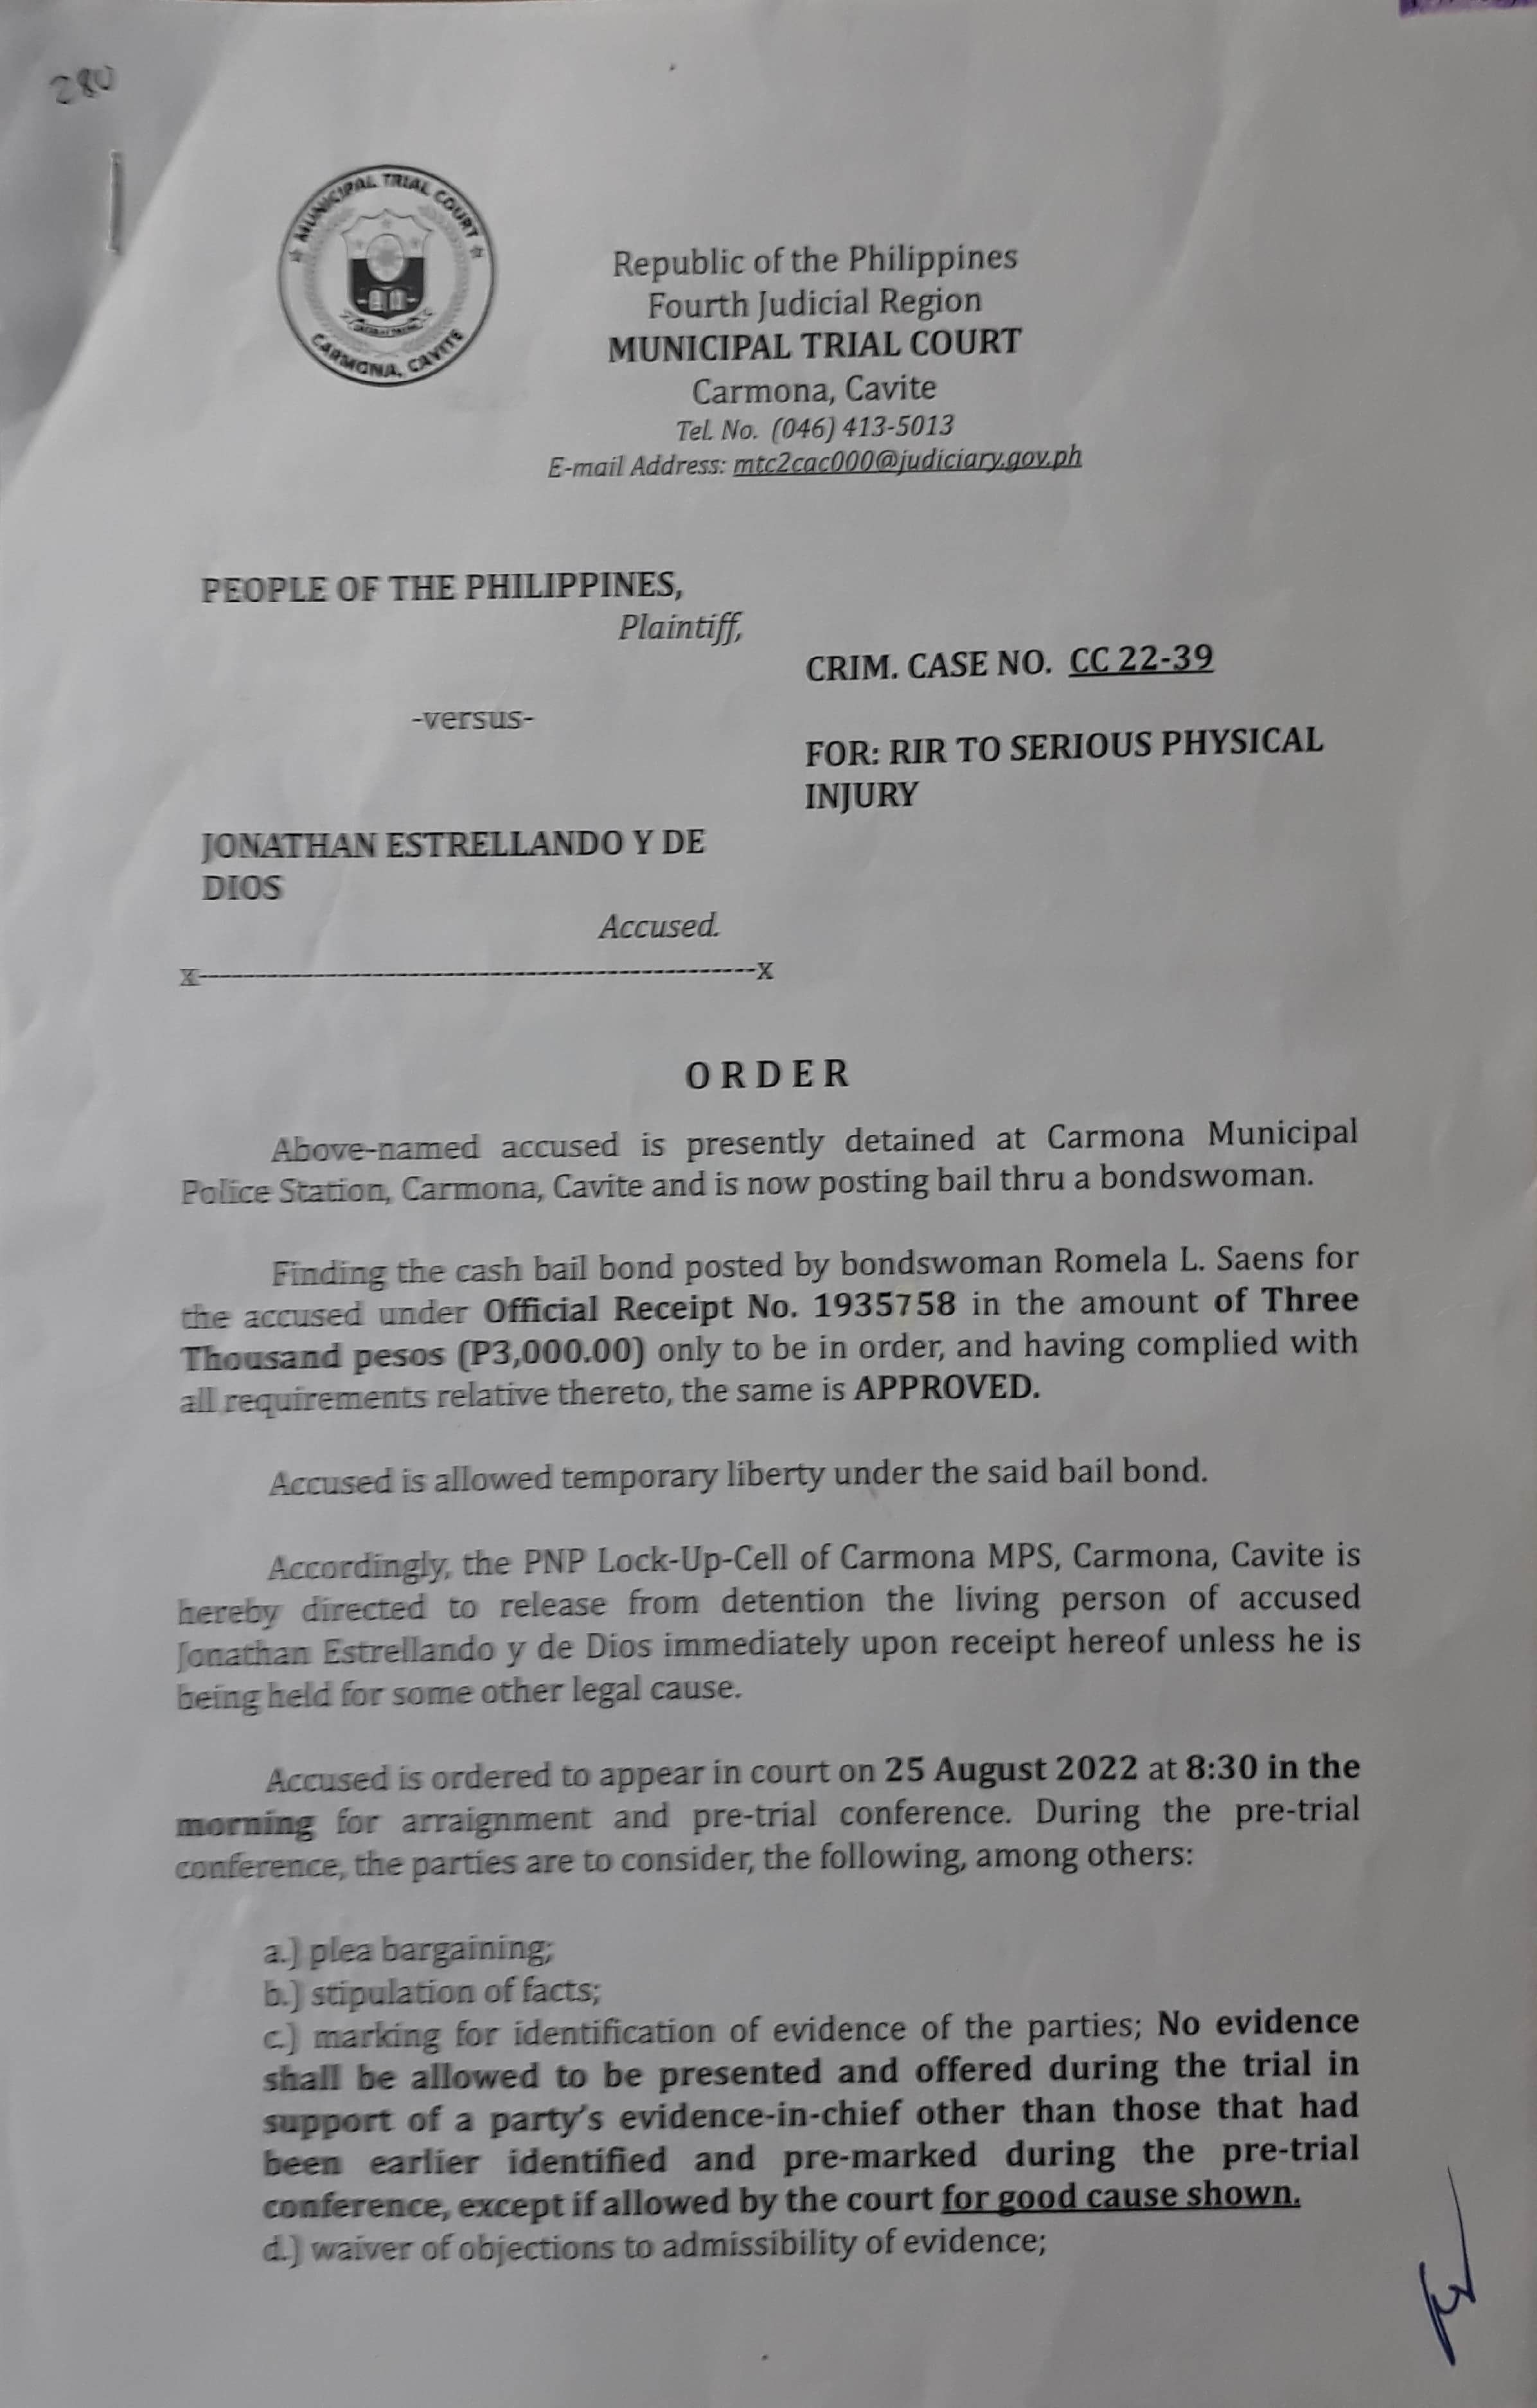 280
MUNICIPAL TRIAL COURT
CARMONA, CAVITE
Republic of the Philippines
Fourth Judicial Region
MUNICIPAL TRIAL COURT
Carmona, Cavite
Tel. No. (046) 413-5013
E-mail Address: mtc2cac000@judiciary.gov.ph
PEOPLE OF THE PHILIPPINES,
Plaintiff,
CRIM. CASE NO. CC 22-39
-versus-
FOR: RIR TO SERIOUS PHYSICAL
INJURY
JONATHAN ESTRELLANDO Y DE
DIOS
Accused.
X--------------------------------------------------X
O R D E R
Above-named accused is presently detained at Carmona Municipal
Police Station, Carmona, Cavite and is now posting bail thru a bondswoman.
Finding the cash bail bond posted by bondswoman Romela L. Saens for
the accused under Official Receipt No. 1935758 in the amount of Three
Thousand pesos (P3,000.00) only to be in order, and having complied with
all requirements relative thereto, the same is APPROVED.
Accused is allowed temporary liberty under the said bail bond.
Accordingly, the PNP Lock-Up-Cell of Carmona MPS, Carmona, Cavite is
hereby directed to release from detention the living person of accused
Jonathan Estrellando y de Dios immediately upon receipt hereof unless he is
being held for some other legal cause.
Accused is ordered to appear in court on 25 August 2022 at 8:30 in the
morning for arraignment and pre-trial conference. During the pre-trial
conference, the parties are to consider, the following, among others:
a.) plea bargaining;
b.) stipulation of facts;
c.) marking for identification of evidence of the parties; No evidence
shall be allowed to be presented and offered during the trial in
support of a party's evidence-in-chief other than those that had
been earlier identified and pre-marked during the pre-trial
conference, except if allowed by the court for good cause shown.
d.) waiver of objections to admissibility of evidence;